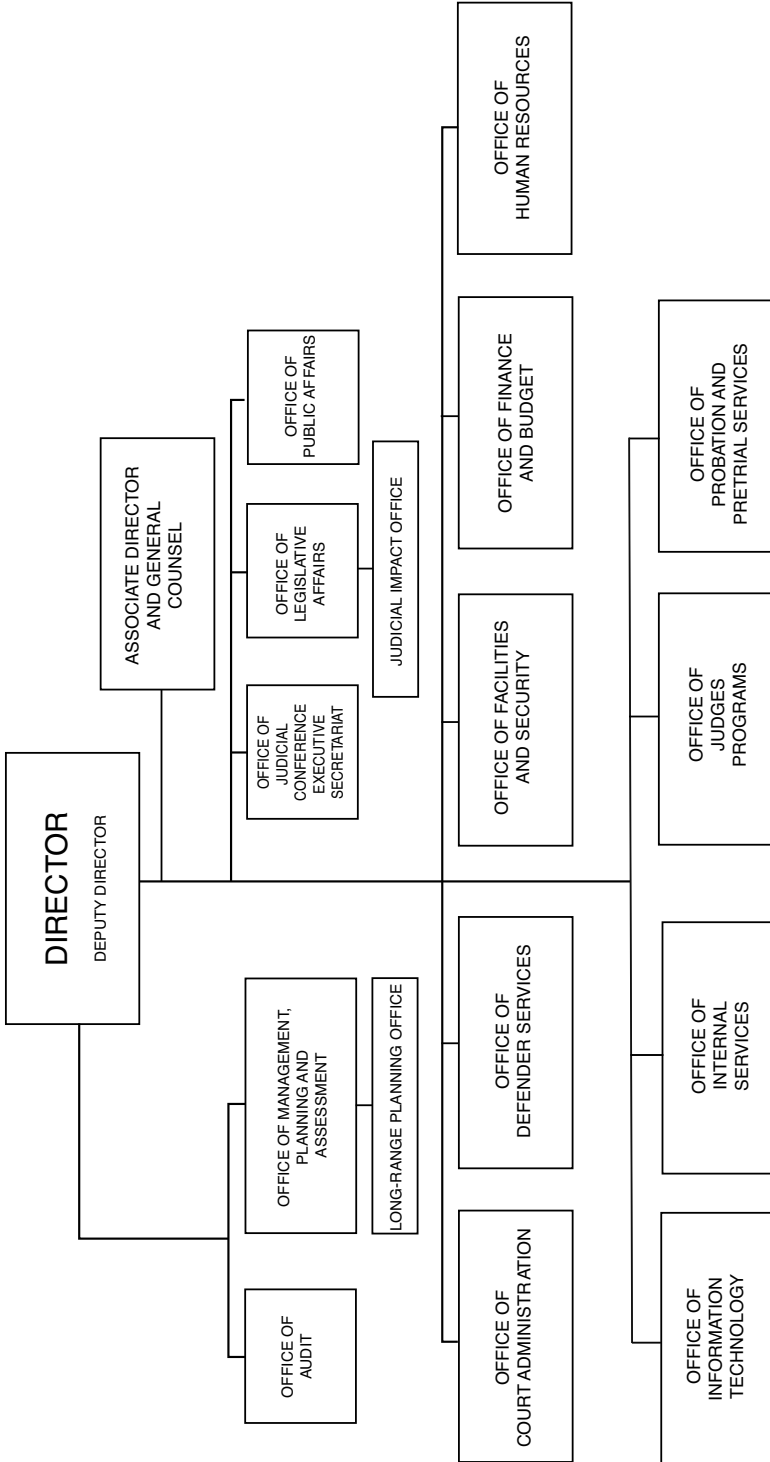 DIRECTOR
DEPUTY DIRECTOR
ASSOCIATE DIRECTOR
AND GENERAL
COUNSEL
OFFICE OF
AUDIT
OFFICE OF MANAGEMENT,
PLANNING AND
ASSESSMENT
LONG-RANGE PLANNING OFFICE
OFFICE OF
JUDICIAL
CONFERENCE
EXECUTIVE
SECRETARIAT
OFFICE OF
LEGISLATIVE
AFFAIRS
JUDICIAL IMPACT OFFICE
OFFICE OF
PUBLIC AFFAIRS
OFFICE OF
COURT ADMINISTRATION
OFFICE OF
DEFENDER SERVICES
OFFICE OF FACILITIES
AND SECURITY
OFFICE OF FINANCE
AND BUDGET
OFFICE OF
HUMAN RESOURCES
OFFICE OF
INFORMATION
TECHNOLOGY
OFFICE OF
INTERNAL
SERVICES
OFFICE OF
JUDGES
PROGRAMS
OFFICE OF
PROBATION AND
PRETRIAL SERVICES